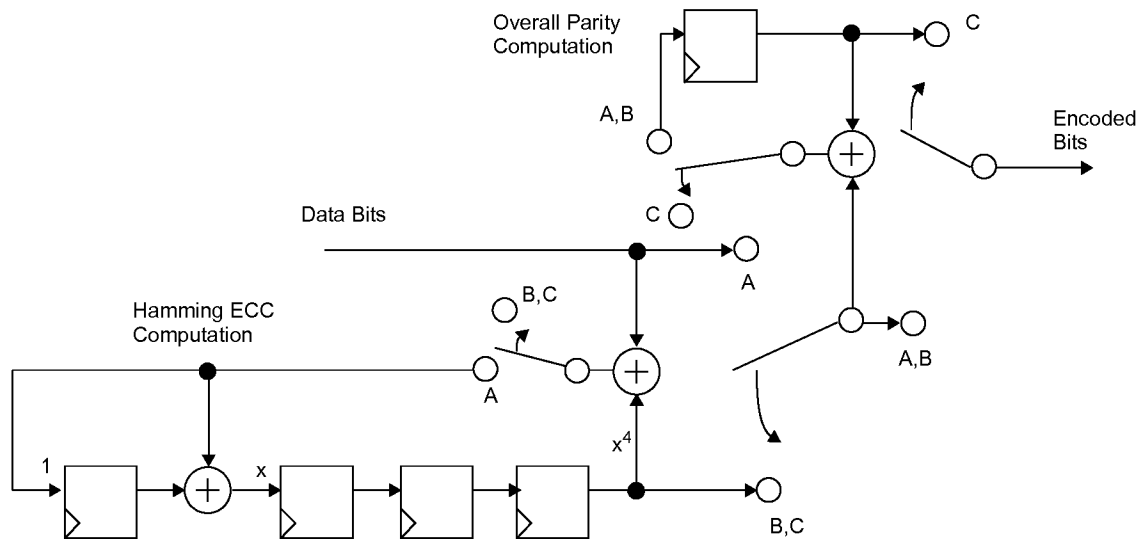 Overall Parity
Computation
C
A,B
Encoded
Bits
C
Data Bits
A
B,C
Hamming ECC
Computation
A,B
A
x⁴
1
x
B,C